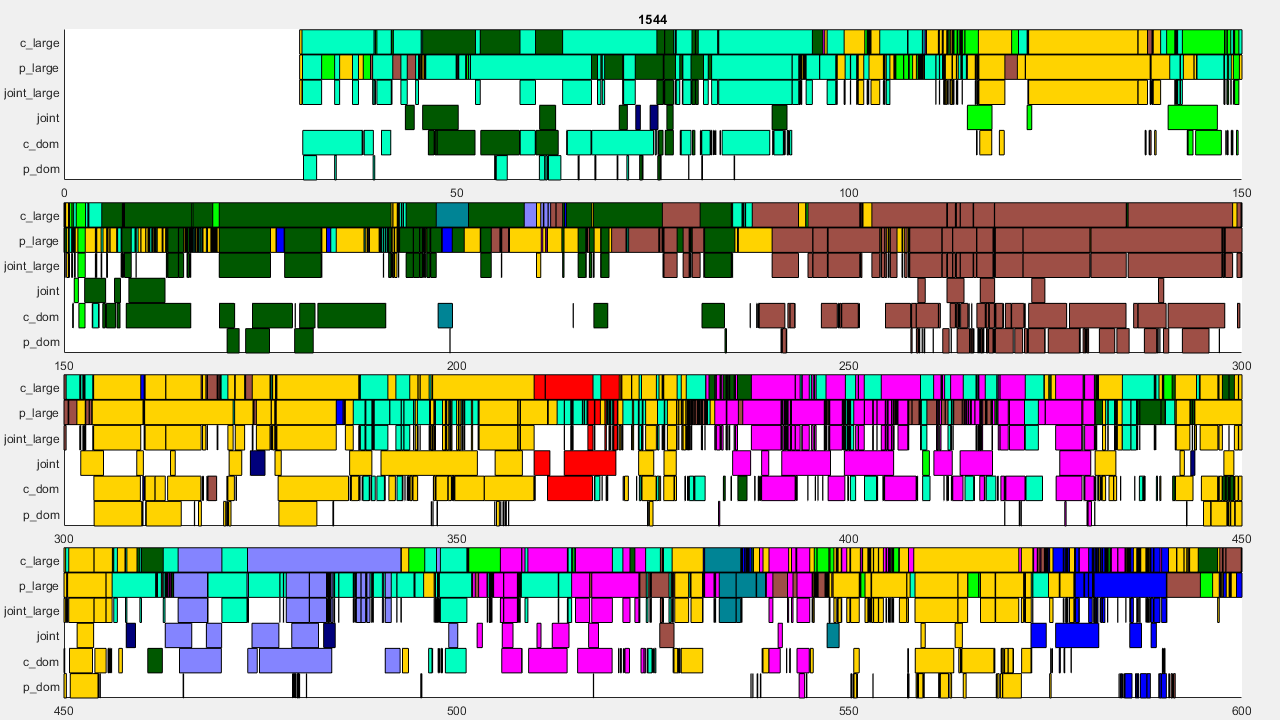 1544
c_large
p_large
joint_large
joint
c_dom
p_dom
0 50 100 150
c_large
p_large
joint_large
joint
c_dom
p_dom
150 200 250 300
c_large
p_large
joint_large
joint
c_dom
p_dom
300 350 400 450
c_large
p_large
joint_large
joint
c_dom
p_dom
450 500 550 600